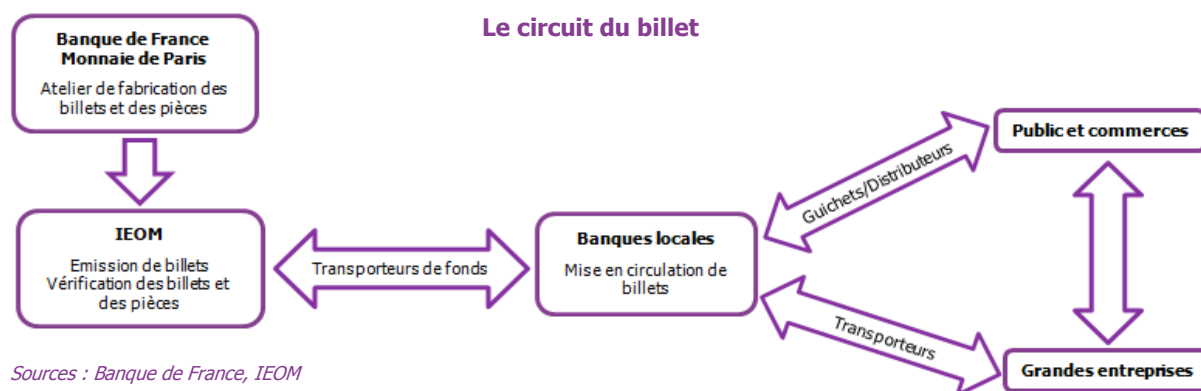 Le circuit du billet
Banque de France
Monnaie de Paris
Atelier de fabrication des
billets et des pièces
Public et commerces
Guichets/Distributeurs
IEOM
Emission de billets
Vérification des billets et
des pièces
Transporteurs de fonds
Banques locales
Mise en circulation de
billets
Transporteurs
Grandes entreprises
Sources : Banque de France, IEOM